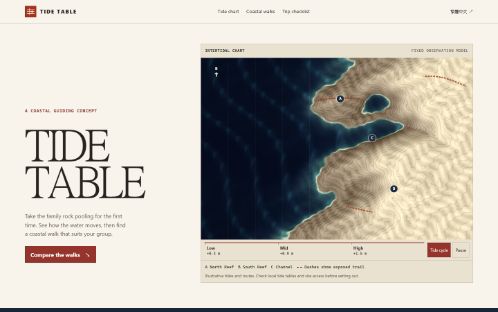 TIDE TABLE
Tide chart Coastal walks Trip checklist
繁體中文 ↗
INTERTIDAL CHART
FIXED OBSERVATION MODEL
A COASTAL GUIDING CONCEPT
TIDE
TABLE
Take the family rock pooling for the first
time. See how the water moves, then find
a coastal walk that suits your group.
Compare the walks ↘
A
C
B
Low
Mid
High
Tide cycle
Pause
A North Reef B South Reef C Channel -- Dashes show exposed trail
Illustrative tides and routes. Check local tide tables and site access before setting out.